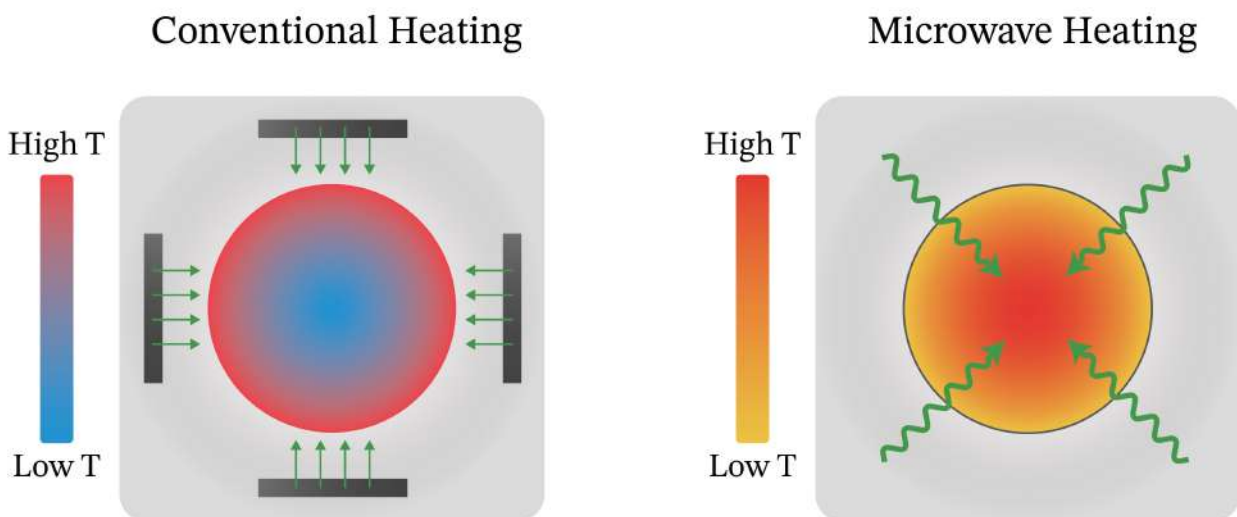 Conventional Heating
Microwave Heating
High T
Low T
High T
Low T